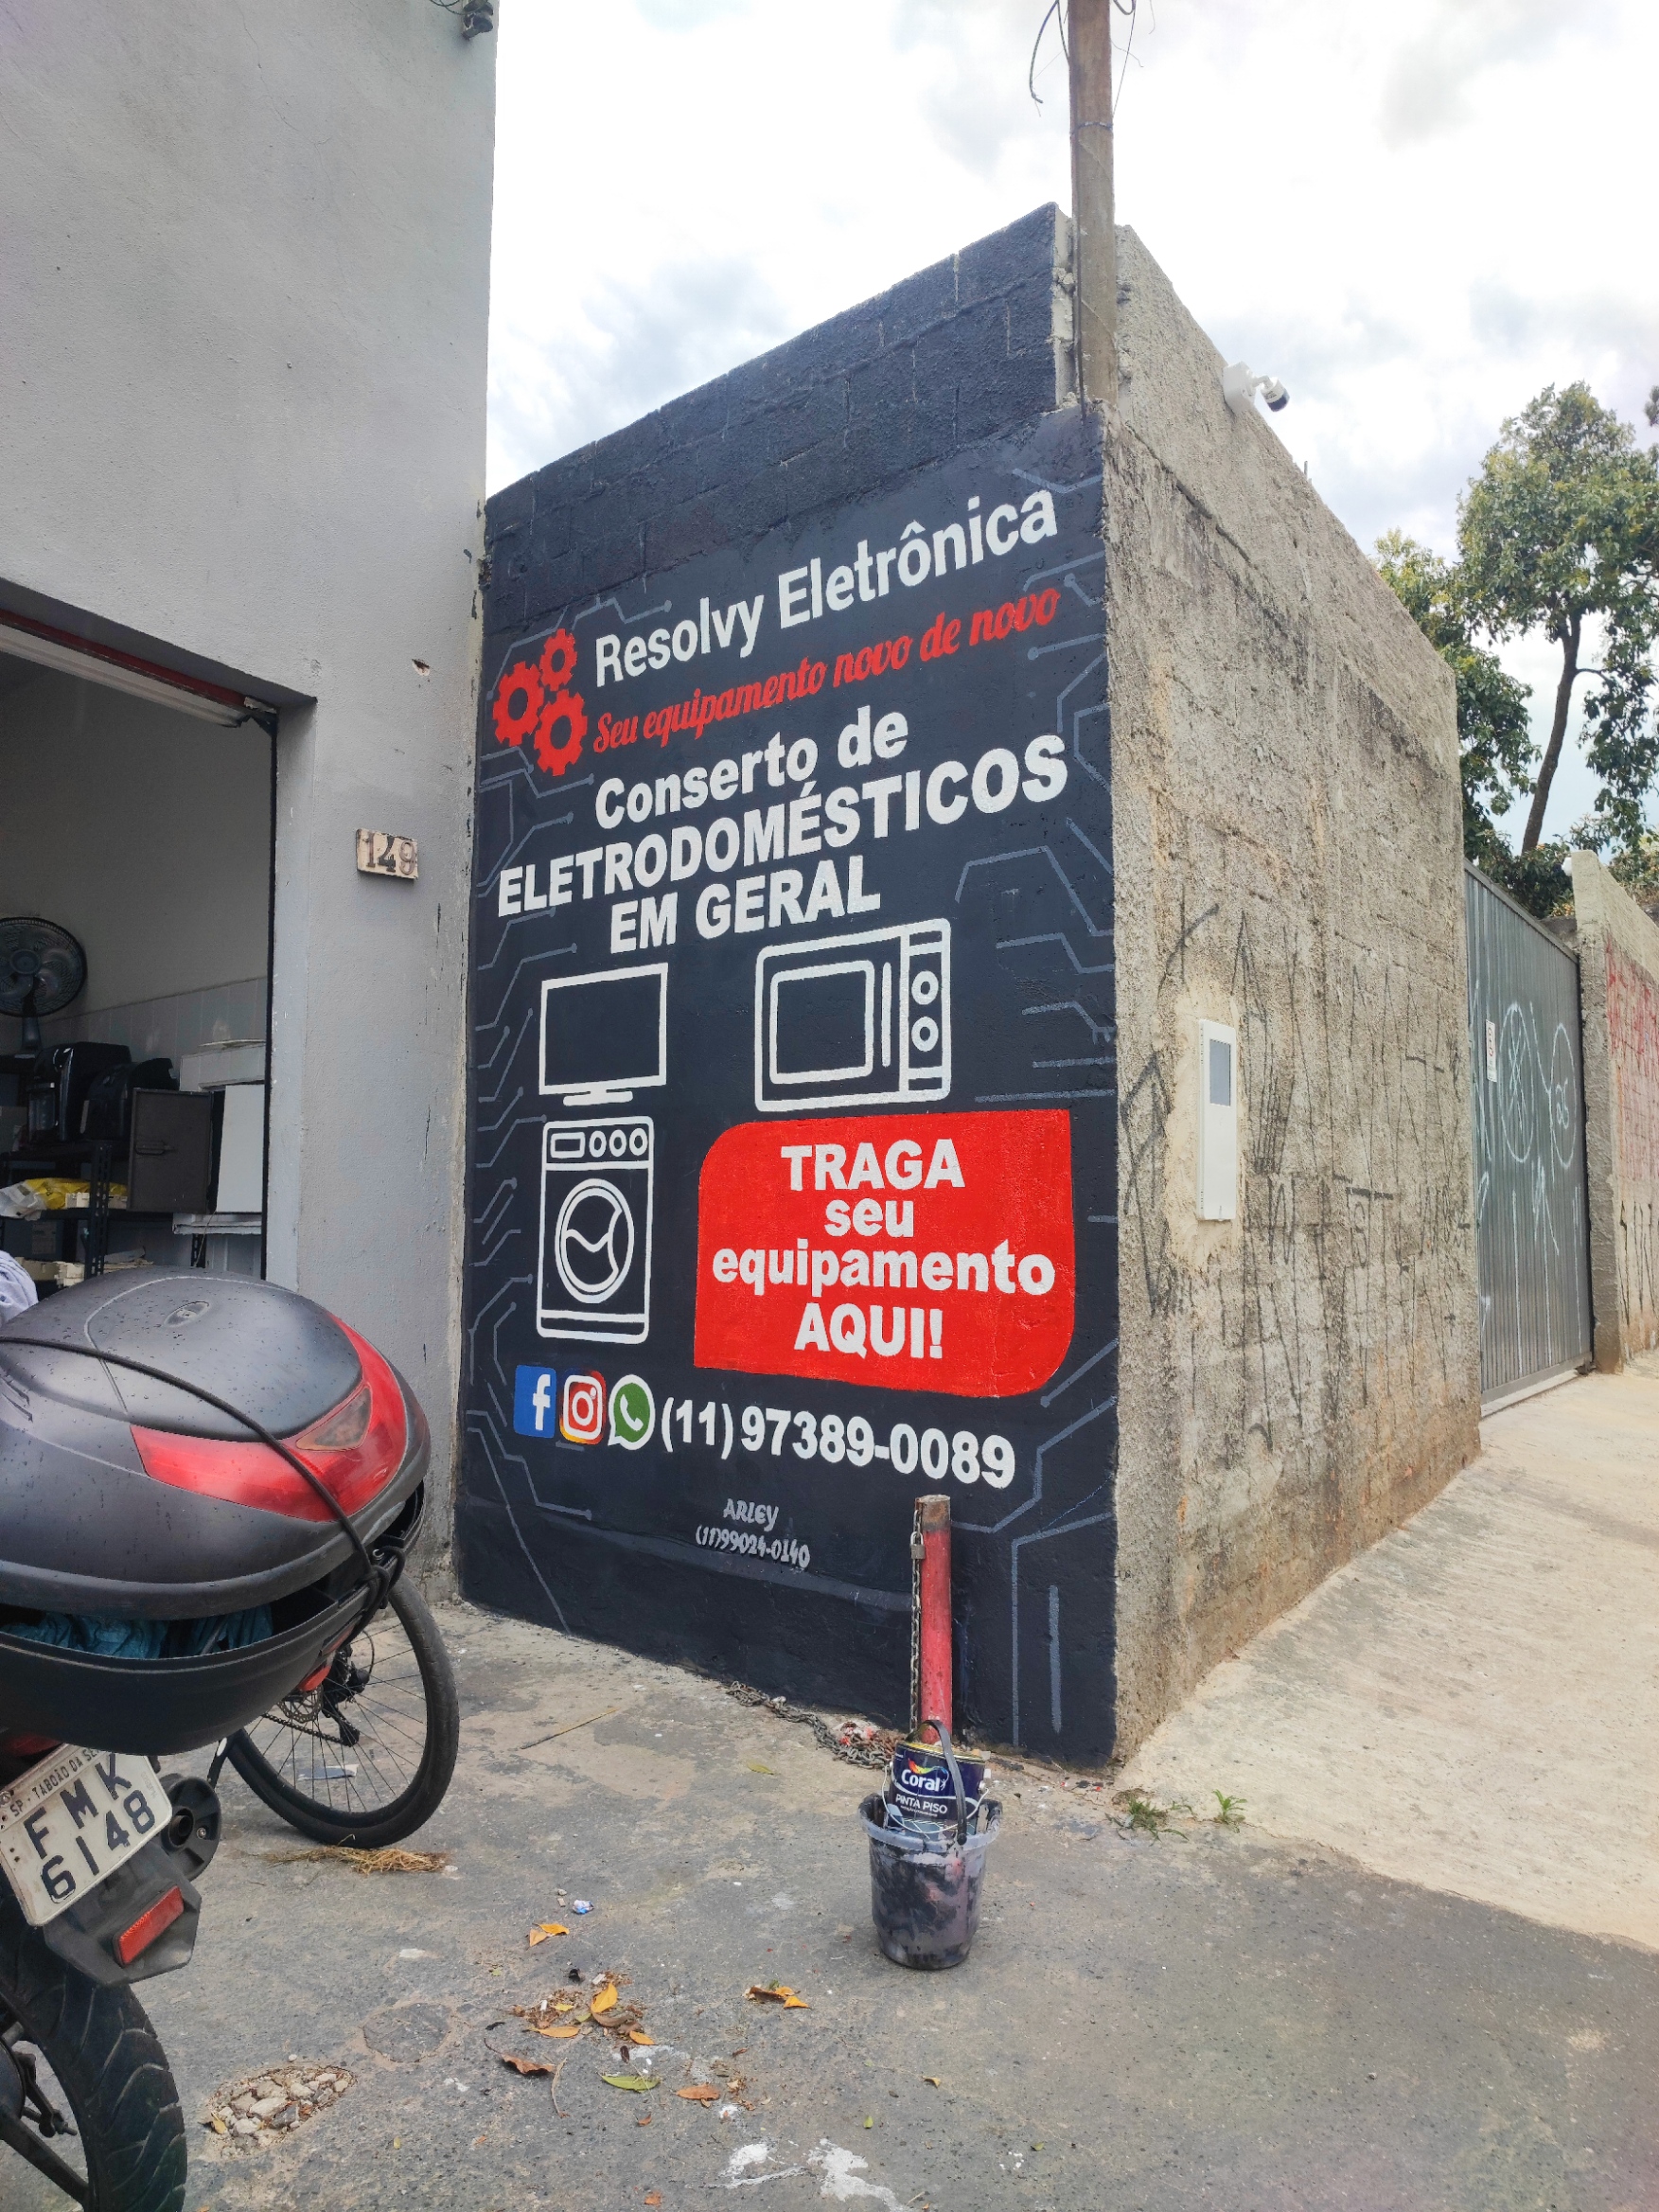 Resolvy Eletrônica
Seu equipamento novo de novo
Conserto de
ELETRODOMÉSTICOS
EM GERAL
TRAGA
seu
equipamento
AQUI!
f
(11) 97389-0089
ARLEY
(11)99024-0140
149
Coral
PINTA PISO
FMK
6148